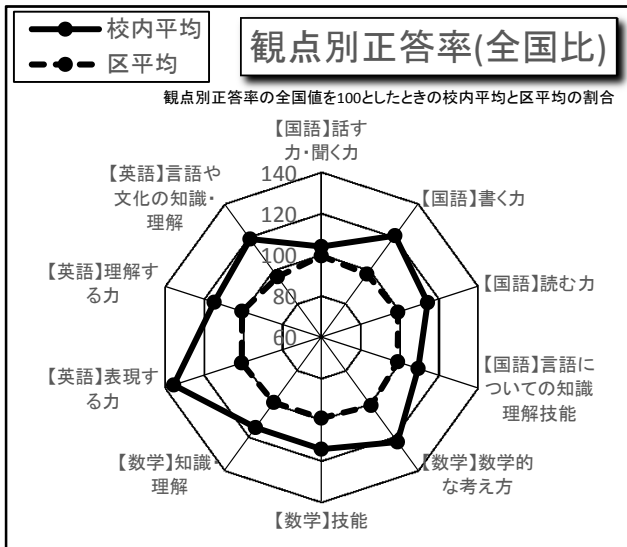 校内平均
区平均
観点別正答率(全国比)
観点別正答率の全国値を100としたときの校内平均と区平均の割合
【国語】話す
力・聞く力
【国語】書く力
【国語】読む力
【国語】言語に
ついての知識
理解技能
【数学】数学的
な考え方
【数学】技能
【数学】知識・
理解
【英語】表現す
る力
【英語】理解す
る力
【英語】言語や
文化の知識・
理解
140
120
100
80
60